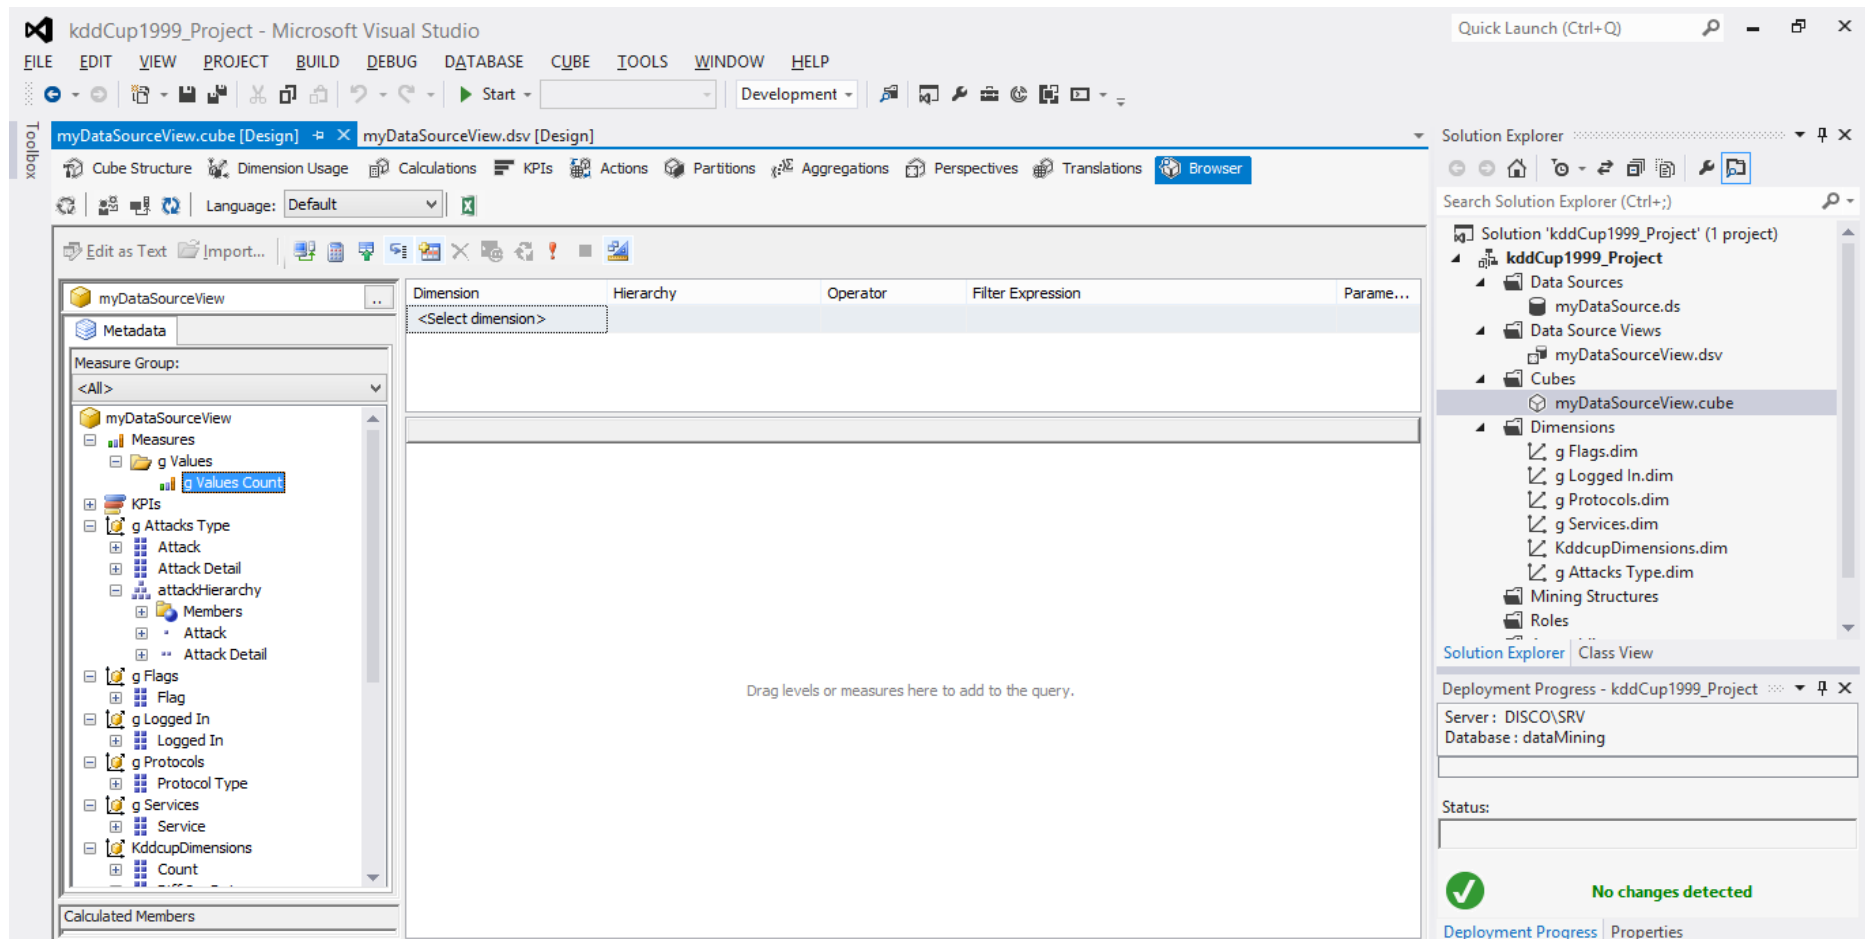 kddCup1999_Project - Microsoft Visual Studio
Quick Launch (Ctrl+Q)
FILE EDIT VIEW PROJECT BUILD DEBUG DATABASE CUBE TOOLS WINDOW HELP
Start Development
Toolbox
myDataSourceView.cube [Design] myDataSourceView.dsv [Design]
Cube Structure Dimension Usage Calculations KPIs Actions Partitions Aggregations Perspectives Translations Browser
Language: Default
Edit as Text Import...
myDataSourceView ..
Metadata
Measure Group:
<All>
myDataSourceView
Measures
g Values
g Values Count
KPIs
g Attacks Type
Attack
Attack Detail
attackHierarchy
Members
Attack
Attack Detail
g Flags
Flag
g Logged In
Logged In
g Protocols
Protocol Type
g Services
Service
KddcupDimensions
Count
Calculated Members
Dimension Hierarchy Operator Filter Expression Parame...
<Select dimension>
Drag levels or measures here to add to the query.
Solution Explorer
Search Solution Explorer (Ctrl+;)
Solution 'kddCup1999_Project' (1 project)
kddCup1999_Project
Data Sources
myDataSource.ds
Data Source Views
myDataSourceView.dsv
Cubes
myDataSourceView.cube
Dimensions
g Flags.dim
g Logged In.dim
g Protocols.dim
g Services.dim
KddcupDimensions.dim
g Attacks Type.dim
Mining Structures
Roles
Solution Explorer Class View
Deployment Progress - kddCup1999_Project
Server : DISCO\SRV
Database : dataMining
Status:
No changes detected
Deployment Progress Properties